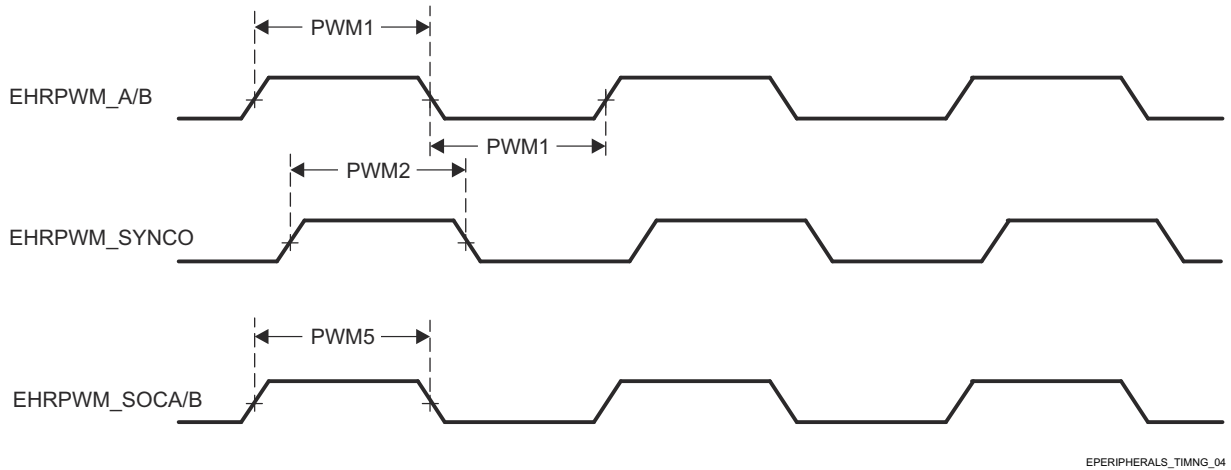 PWM1
EHRPWM_A/B
PWM1
PWM2
EHRPWM_SYNCO
PWM5
EHRPWM_SOCA/B
EPERIPHERALS_TIMNG_04